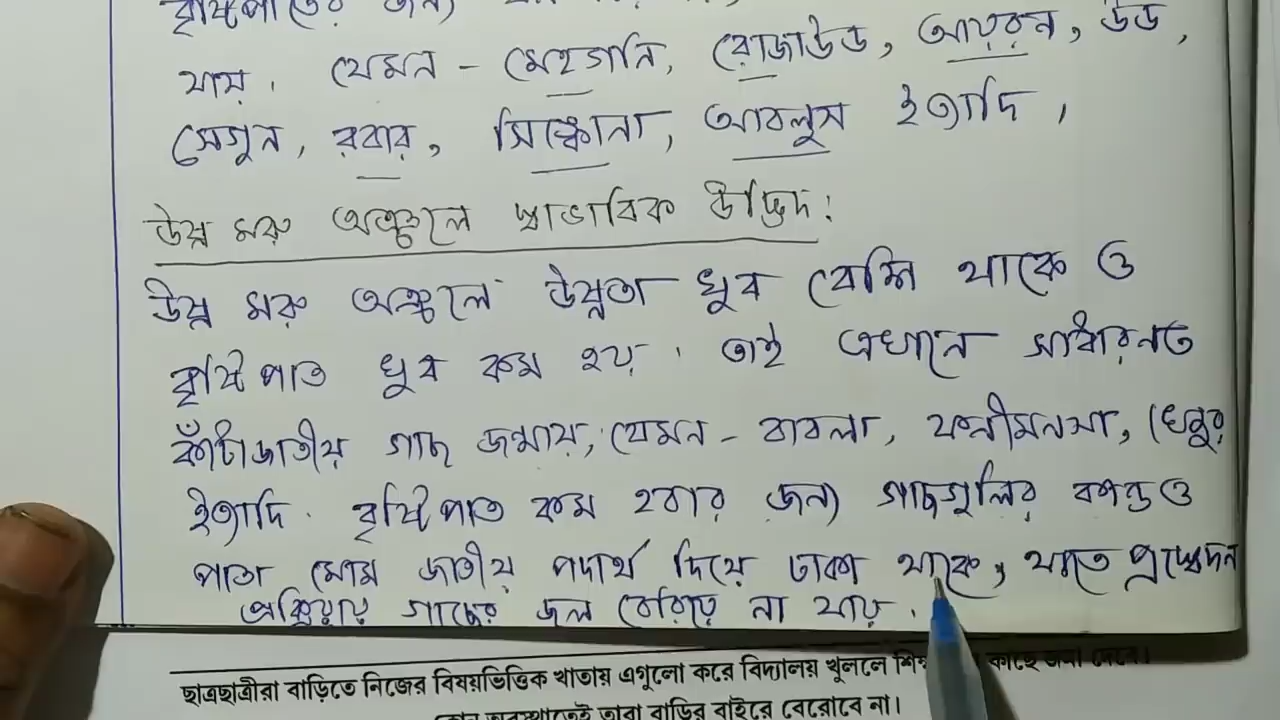 বৃষ্টিপাতের জন্য
যায়। যেমন - মেহগনি, রোজউড, আয়রন, উড,
সেগুন, রবার, সিঙ্কোনা, আবলুস ইত্যাদি,
উষ্ণ মরু অঞ্চলে স্বাভাবিক উদ্ভিদ:
উষ্ণ মরু অঞ্চলে উষ্ণতা খুব বেশি থাকে ও
বৃষ্টিপাত খুব কম হয়। তাই এখানে সাধারনত
কাঁটাজাতীয় গাছ জন্মায়, যেমন - বাবলা, ফনীমনসা, খেজুর
ইত্যাদি। বৃষ্টিপাত কম হবার জন্য গাছগুলির কান্ড ও
পাতা মোম জাতীয় পদার্থ দিয়ে ঢাকা থাকে, যাতে প্রস্বেদন
প্রক্রিয়ায় গাছের জল বেরিয়ে না যায়।
ছাত্রছাত্রীরা বাড়িতে নিজের বিষয়ভিত্তিক খাতায় এগুলো করে বিদ্যালয় খুললে কাছে জমা দেবে।
কোন অবস্থাতেই তারা বাড়ির বাইরে বেরোবে না।